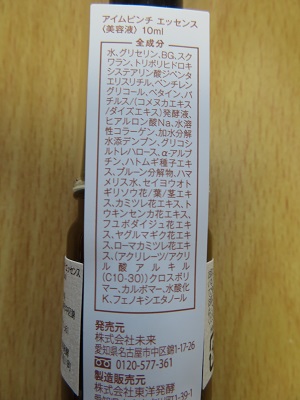 アイムピンチ エッセンス
〈美容液〉 10ml
全成分
水、グリセリン、BG、スク
ワラン、トリポリヒドロキ
システアリン酸ジペンタ
エリスリチル、ペンチレン
グリコール、ベタイン、バ
チルス/(コメヌカエキス
/ダイズエキス)発酵液、
ヒアルロン酸Na、水溶
性コラーゲン、加水分解
水添デンプン、グリコシ
ルトレハロース、α-アルブ
チン、ハトムギ種子エキ
ス、プルーン分解物、ハマ
メリス水、セイヨウオト
ギリソウ花/葉/茎エキ
ス、カミツレ花エキス、ト
ウキンセンカ花エキス、
フユボダイジュ花エキ
ス、ヤグルマギク花エキ
ス、ローマカミツレ花エ
キス、(アクリレーツ/アクリ
ル酸アルキル
(C10-30))クロスポリ
マー、カルボマー、水酸化
K、フェノキシエタノール
発売元
株式会社未来
愛知県名古屋市中区錦1-17-26
0120-577-361
製造販売元
株式会社東洋発酵